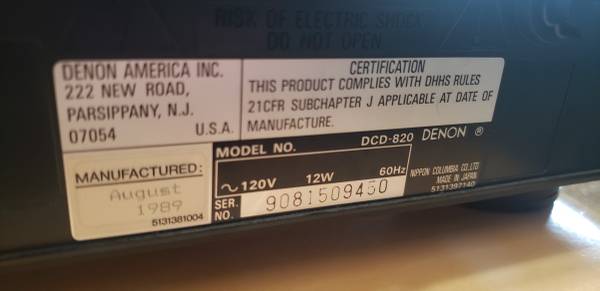 RISK OF ELECTRIC SHOCK
DO NOT OPEN
DENON AMERICA INC.
222 NEW ROAD,
PARSIPPANY, N.J.
07054 U.S.A.
CERTIFICATION
THIS PRODUCT COMPLIES WITH DHHS RULES
21CFR SUBCHAPTER J APPLICABLE AT DATE OF
MANUFACTURE.
MANUFACTURED:
August
1989
5131381004
MODEL NO. DCD-820 DENON ®
~ 120V 12W 60Hz
NIPPON COLUMBIA CO.,LTD.
MADE IN JAPAN
SER.
NO. 9081509450